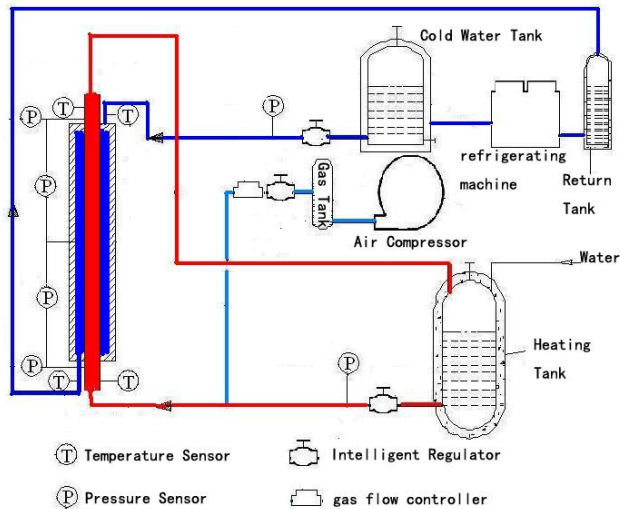 Cold Water Tank
P
T
T
P
P
refrigerating
machine
Return
Tank
Gas Tank
Air Compressor
P
Water
P
P
T
T
Heating
Tank
T Temperature Sensor
Intelligent Regulator
P Pressure Sensor
gas flow controller